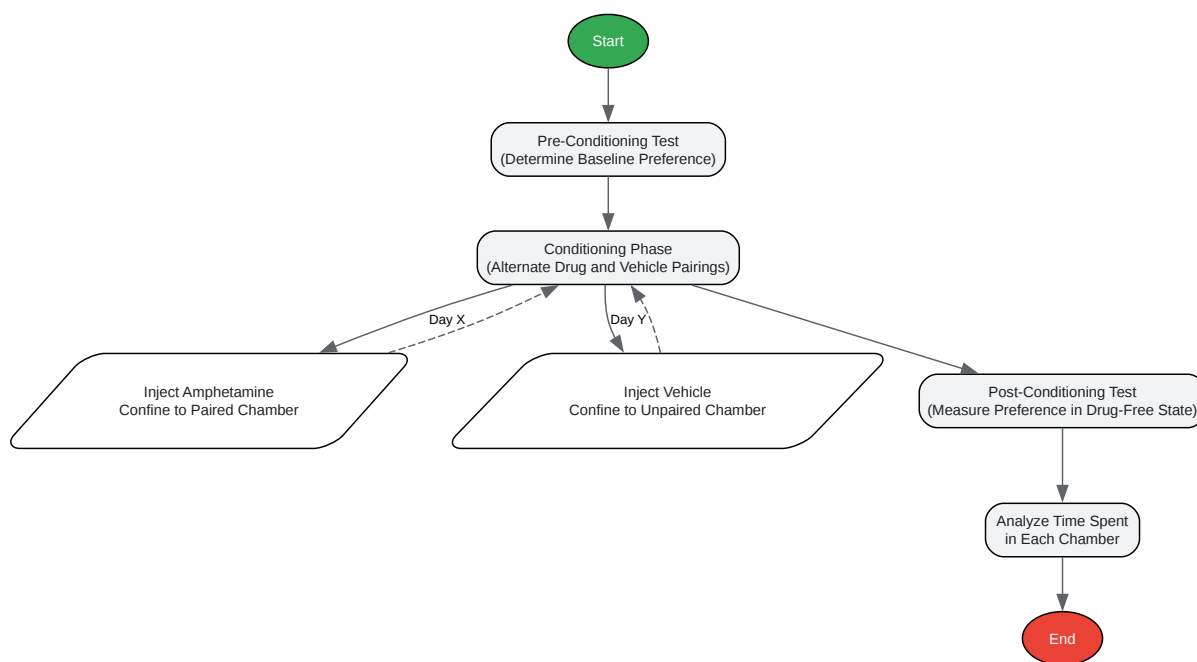 Start
Pre-Conditioning Test
(Determine Baseline Preference)
Conditioning Phase
(Alternate Drug and Vehicle Pairings)
Day X
Day Y
Inject Amphetamine
Confine to Paired Chamber
Inject Vehicle
Confine to Unpaired Chamber
Post-Conditioning Test
(Measure Preference in Drug-Free State)
Analyze Time Spent
in Each Chamber
End